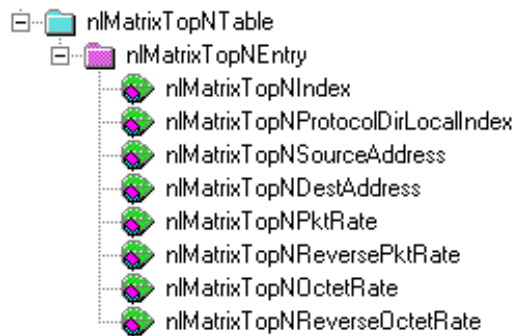 nlMatrixTopNTable
nlMatrixTopNEntry
nlMatrixTopNIndex
nlMatrixTopNProtocolDirLocalIndex
nlMatrixTopNSourceAddress
nlMatrixTopNDestAddress
nlMatrixTopNPktRate
nlMatrixTopNReversePktRate
nlMatrixTopNOctetRate
nlMatrixTopNReverseOctetRate